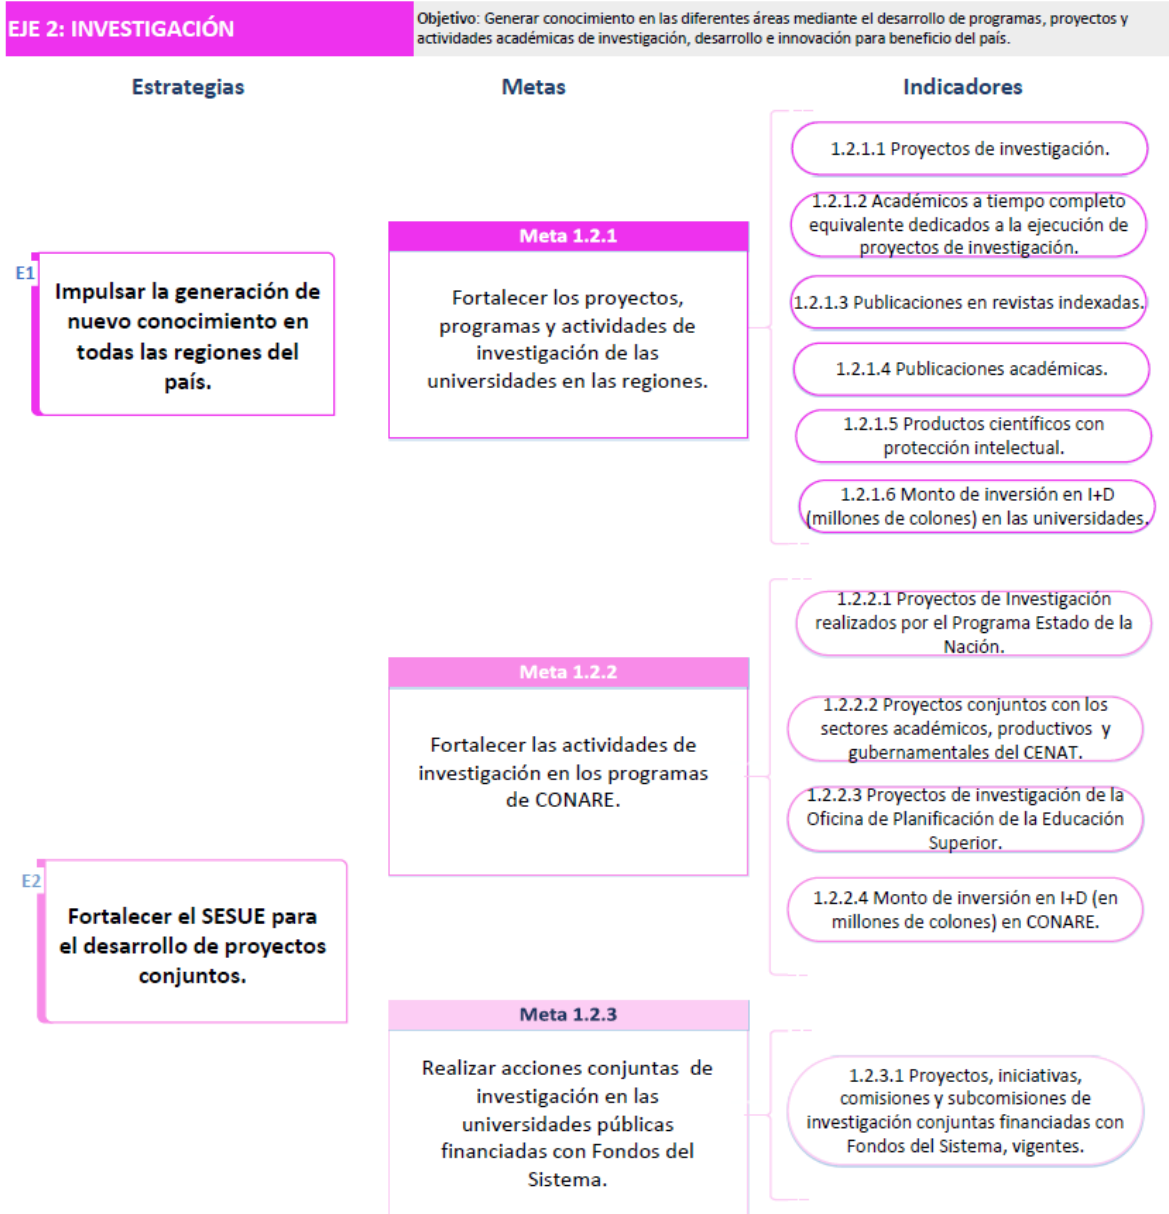 EJE 2: INVESTIGACIÓN
Objetivo: Generar conocimiento en las diferentes áreas mediante el desarrollo de programas, proyectos y
actividades académicas de investigación, desarrollo e innovación para beneficio del país.
Estrategias
Metas
Indicadores
E1
Impulsar la generación de
nuevo conocimiento en
todas las regiones del
país.
Meta 1.2.1
Fortalecer los proyectos,
programas y actividades de
investigación de las
universidades en las regiones.
1.2.1.1 Proyectos de investigación.
1.2.1.2 Académicos a tiempo completo
equivalente dedicados a la ejecución de
proyectos de investigación.
1.2.1.3 Publicaciones en revistas indexadas.
1.2.1.4 Publicaciones académicas.
1.2.1.5 Productos científicos con
protección intelectual.
1.2.1.6 Monto de inversión en I+D
(millones de colones) en las universidades.
E2
Fortalecer el SESUE para
el desarrollo de proyectos
conjuntos.
Meta 1.2.2
Fortalecer las actividades de
investigación en los programas
de CONARE.
1.2.2.1 Proyectos de Investigación
realizados por el Programa Estado de la
Nación.
1.2.2.2 Proyectos conjuntos con los
sectores académicos, productivos y
gubernamentales del CENAT.
1.2.2.3 Proyectos de investigación de la
Oficina de Planificación de la Educación
Superior.
1.2.2.4 Monto de inversión en I+D (en
millones de colones) en CONARE.
Meta 1.2.3
Realizar acciones conjuntas de
investigación en las
universidades públicas
financiadas con Fondos del
Sistema.
1.2.3.1 Proyectos, iniciativas,
comisiones y subcomisiones de
investigación conjuntas financiadas con
Fondos del Sistema, vigentes.